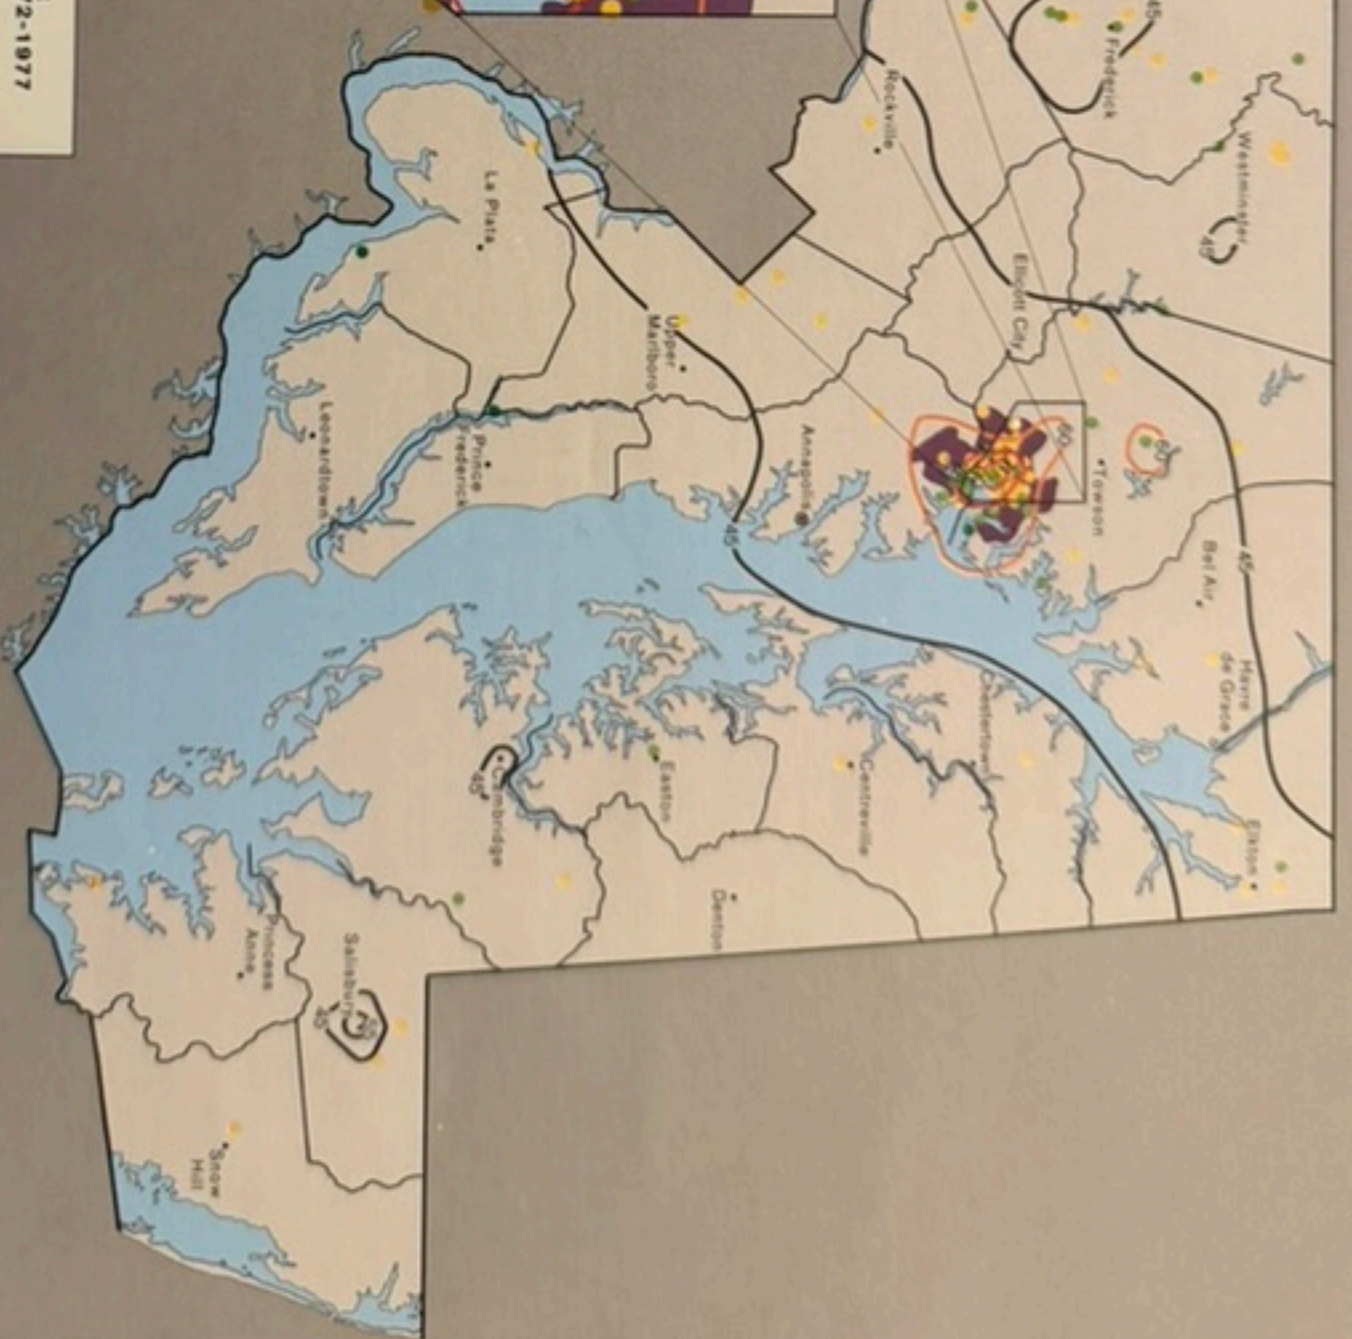 72-1977
Frederick
45
Westminster
45
Rockville
Ellicott City
La Plata
Upper
Marlboro
60
60
Towson
Annapolis
Leonardtown
Prince
Frederick
45
Bel Air
45
Havre
de Grace
Chestertown
Elkton
Easton
Centreville
Cambridge
45
Denton
Princess
Anne
Salisbury
45
Snow
Hill